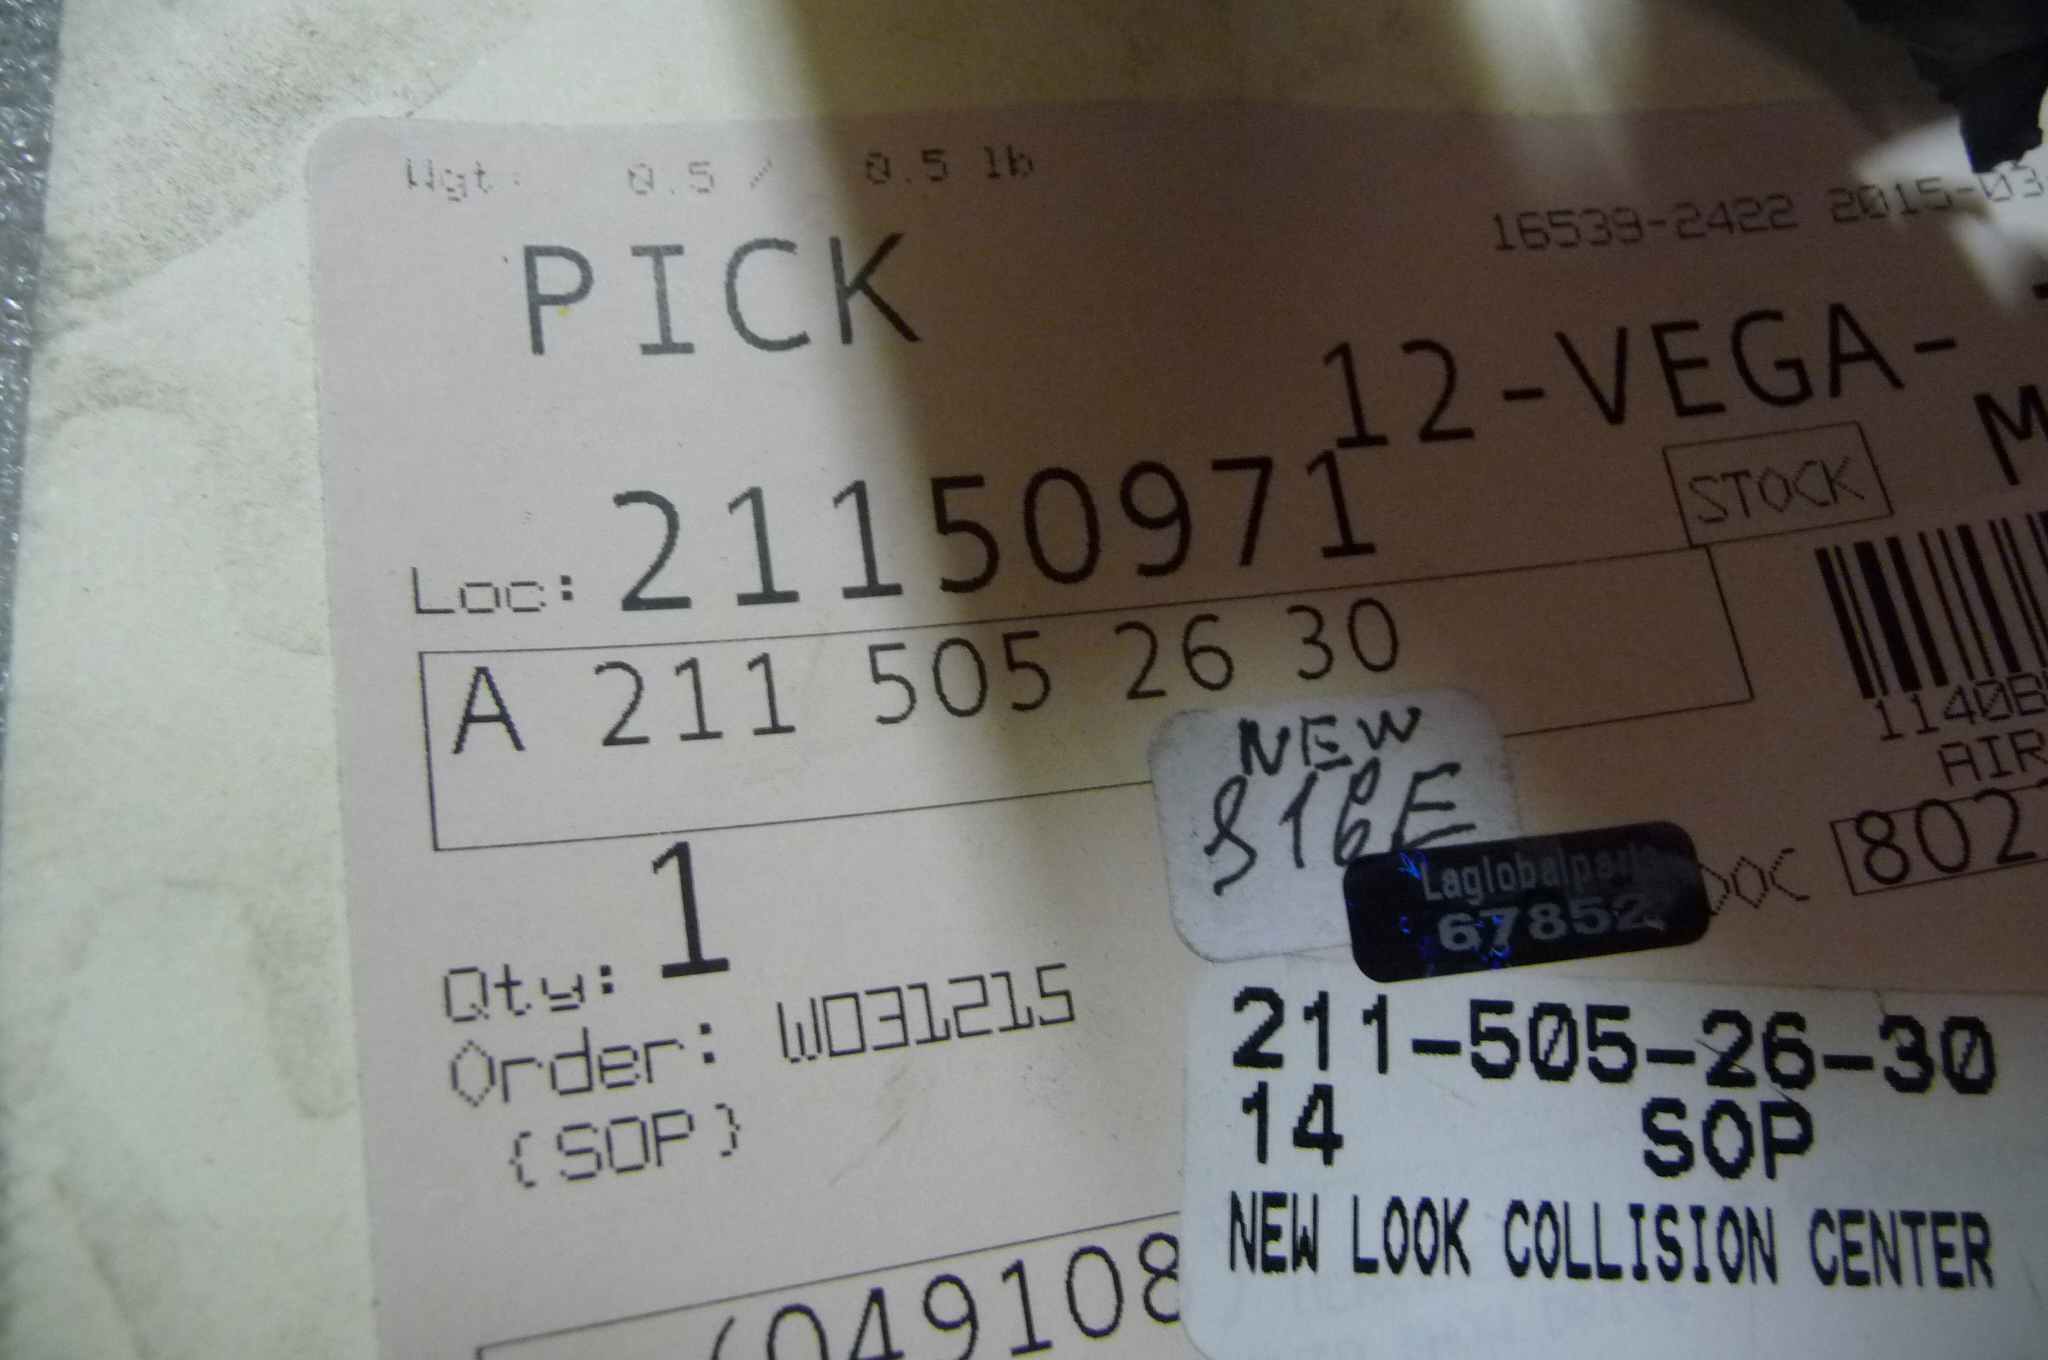 Wgt: 0.5 / 0.5 lb
16539-2422 2015-03
PICK
12-VEGA-
M
STOCK
Loc: 21150971
A 211 505 26 30
1140B
AIR
NEW
S16E
DOC 802
Laglobalparts
67852
Qty: 1
Order: W031215
{SOP}
211-505-26-30
14 SOP
NEW LOOK COLLISION CENTER
(049108